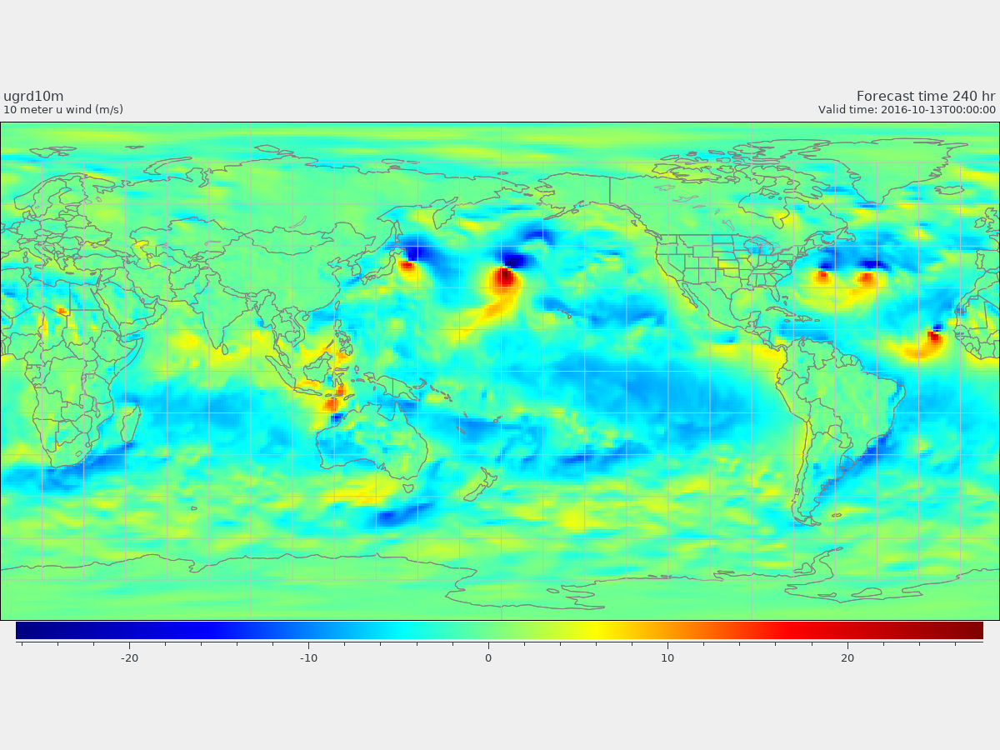 ugrd10m
10 meter u wind (m/s)
Forecast time 240 hr
Valid time: 2016-10-13T00:00:00
-20 -10 0 10 20